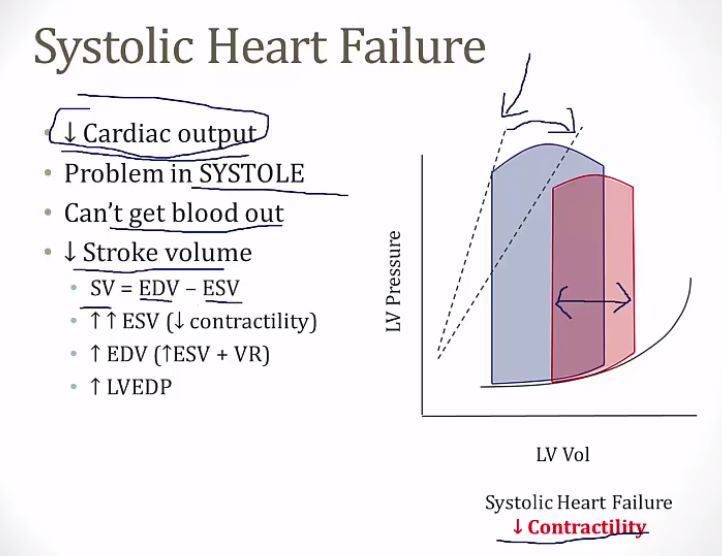 Systolic Heart Failure
• ↓ Cardiac output
• Problem in SYSTOLE
• Can't get blood out
• ↓ Stroke volume
• SV = EDV – ESV
• ↑↑ ESV (↓ contractility)
• ↑ EDV (↑ESV + VR)
• ↑ LVEDP
LV Pressure
LV Vol
Systolic Heart Failure
↓ Contractility